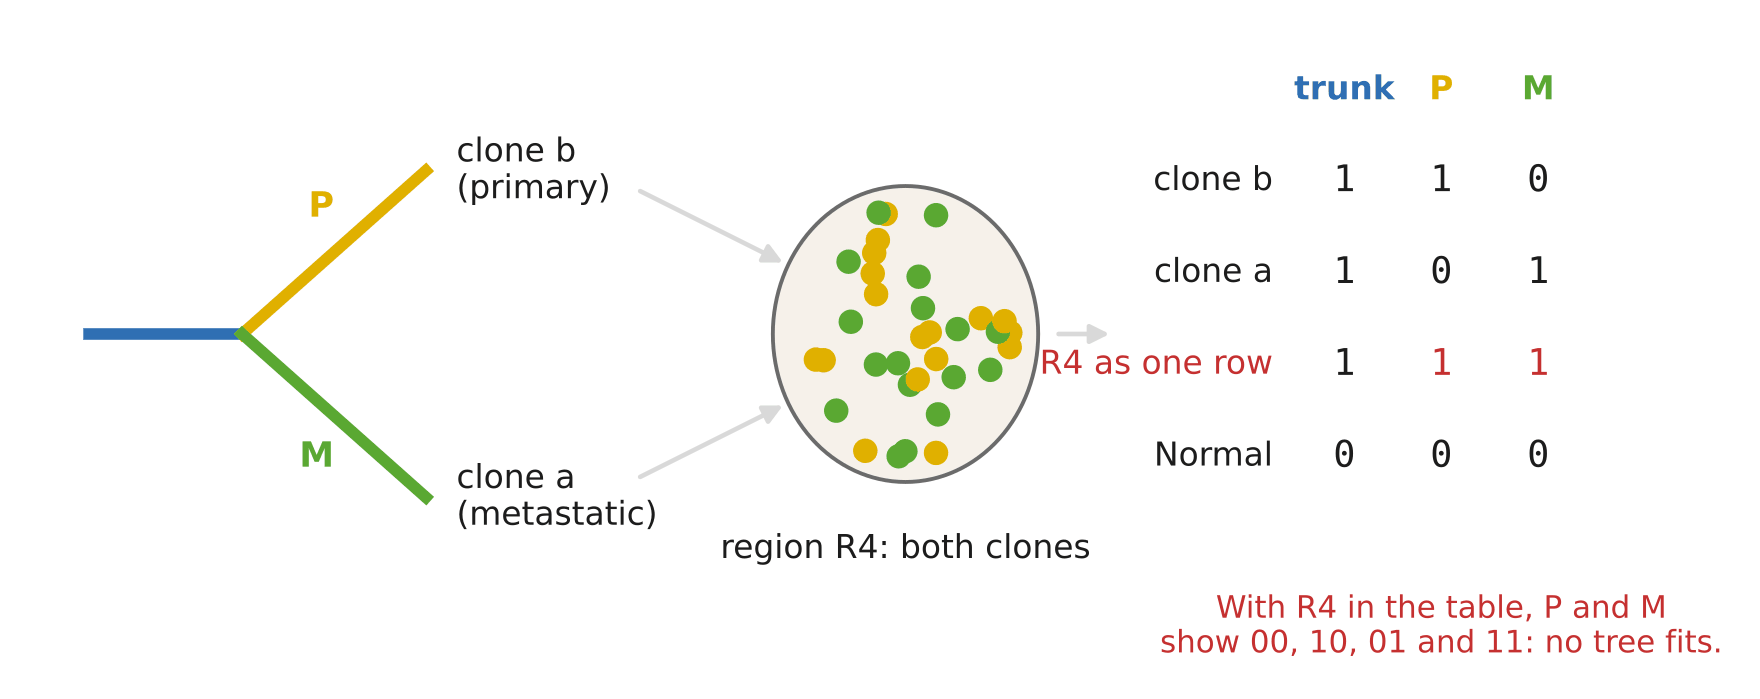 P
clone b
(primary)
M
clone a
(metastatic)
region R4: both clones
trunk P M
clone b 1 1 0
clone a 1 0 1
R4 as one row 1 1 1
Normal 0 0 0
With R4 in the table, P and M
show 00, 10, 01 and 11: no tree fits.